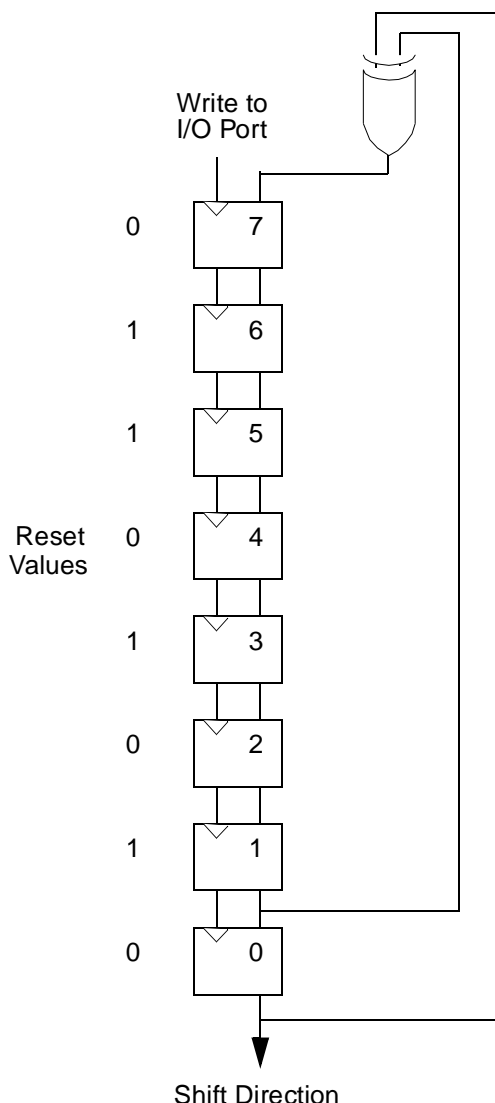 Write to
I/O Port
0 7
1 6
1 5
Reset
Values
0 4
1 3
0 2
1 1
0 0
Shift Direction